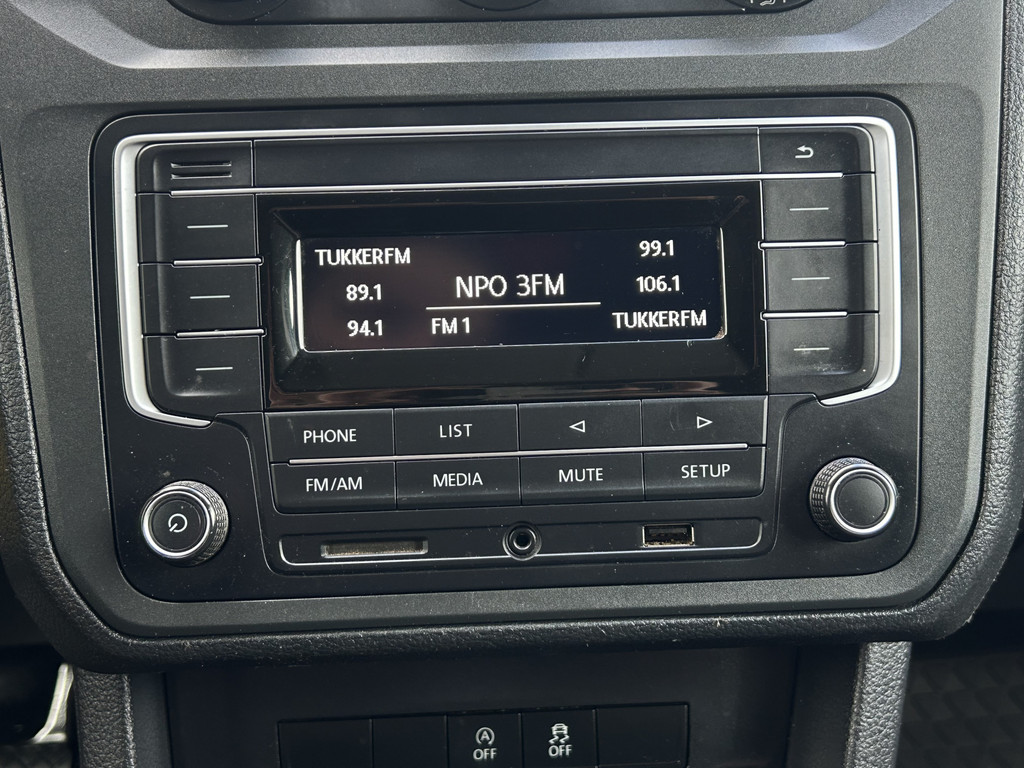 TUKKERFM 99.1
89.1 NPO 3FM 106.1
94.1 FM 1 TUKKERFM
PHONE LIST
FM/AM MEDIA MUTE SETUP
A OFF OFF